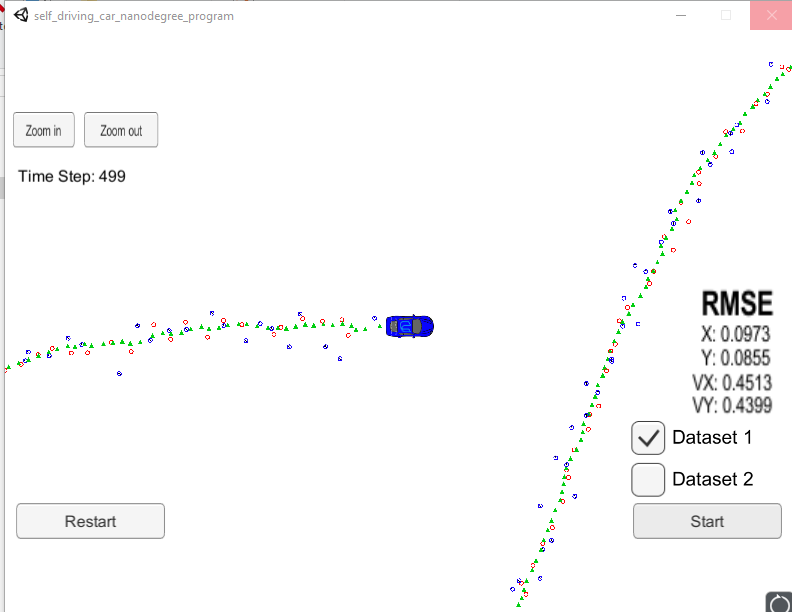 self_driving_car_nanodegree_program
Zoom in
Zoom out
Time Step: 499
RMSE
X: 0.0973
Y: 0.0855
VX: 0.4513
VY: 0.4399
Dataset 1
Dataset 2
Restart
Start